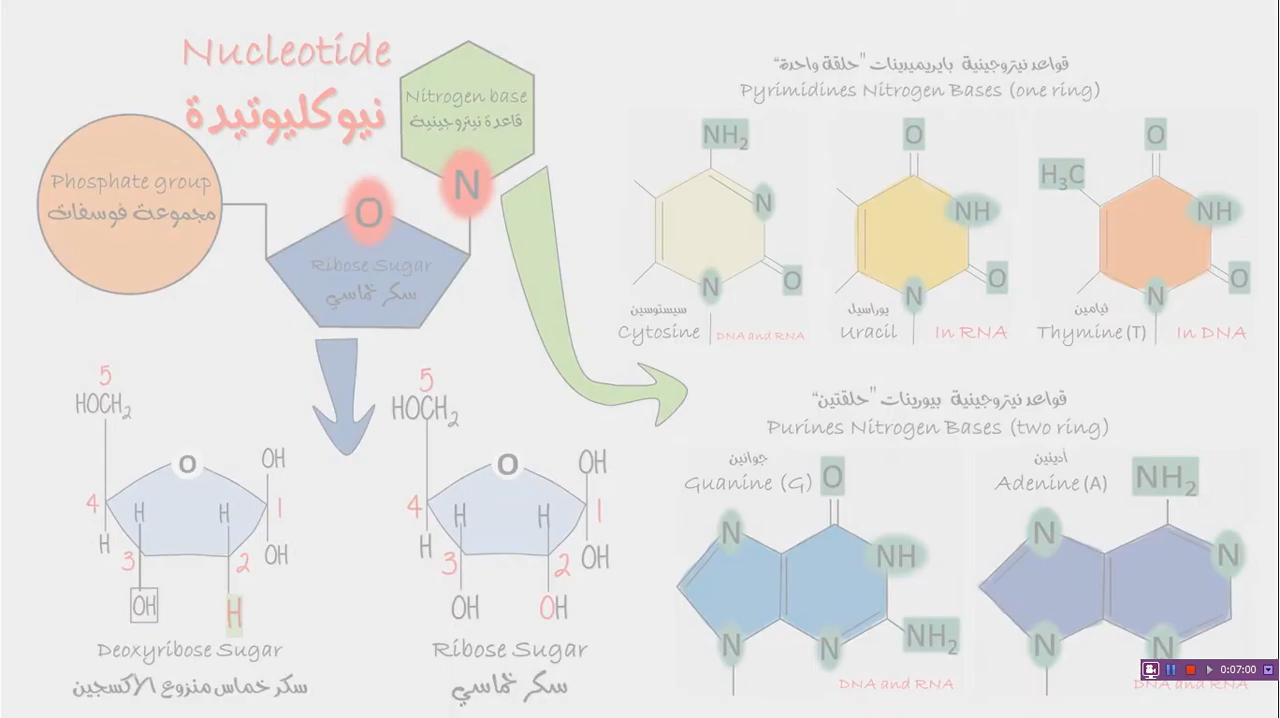 Nucleotide
نيوكليوتيدة
Nitrogen base
قاعدة نيتروجينية
Phosphate group
مجموعة فوسفات
O
N
Ribose Sugar
سكر خماسي
قواعد نيتروجينية بايريميدينات "حلقة واحدة"
Pyrimidines Nitrogen Bases (one ring)
NH2
N
O
N
سيستوسين
Cytosine
DNA and RNA
O
NH
O
N
يوراسيل
Uracil
In RNA
O
H3C
NH
O
N
ثيامين
Thymine (T)
In DNA
5
HOCH2
O
OH
4
H
H
1
H
3
2
OH
OH
H
Deoxyribose Sugar
سكر خماس منزوع الاكسجين
5
HOCH2
O
OH
4
H
H
1
H
3
2
OH
OH
OH
Ribose Sugar
سكر خماسي
قواعد نيتروجينية بيورينات "حلقتين"
Purines Nitrogen Bases (two ring)
جوانين
Guanine (G)
O
N
NH
N
N
NH2
DNA and RNA
أدينين
Adenine (A)
NH2
N
N
N
N
DNA and RNA
0:07:00